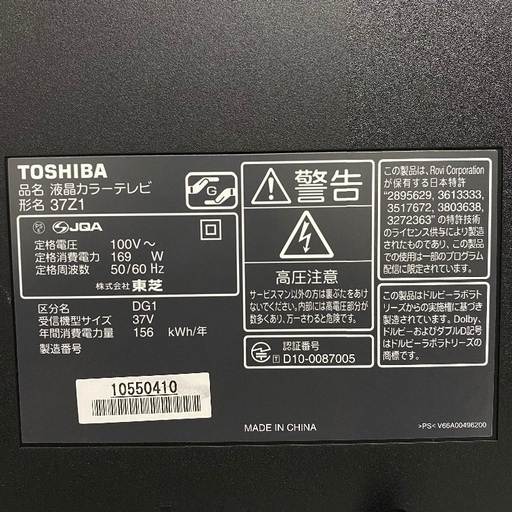 TOSHIBA
品名 液晶カラーテレビ
形名 37Z1
S JQA
定格電圧 100V～
定格消費電力 169 W
定格周波数 50/60 Hz
株式会社 東芝
区分名 DG1
受信機型サイズ 37V
年間消費電力量 156 kWh/年
製造番号
10550410
G
警告
高圧注意
サービスマン以外の方は裏ぶたをあけ
ないでください。内部には高電圧部分が
数多くあり、万一さわると危険です。
認証番号
T D10-0087005
この製品は、Rovi Corporation
が保有する日本特許
"2895629, 3613333,
3517672, 3803638,
3272363" の特許技術
のライセンス供与により製造
されたものであり、この製品
での使用は一部のプログラム
配信に限定されています。
この製品は、ドルビーラボラト
リーズからの実施権に基づき
製造されています。Dolby、
ドルビー及びダブルD記号
はドルビーラボラトリーズの
商標です。
MADE IN CHINA
>PS< V66A00496200